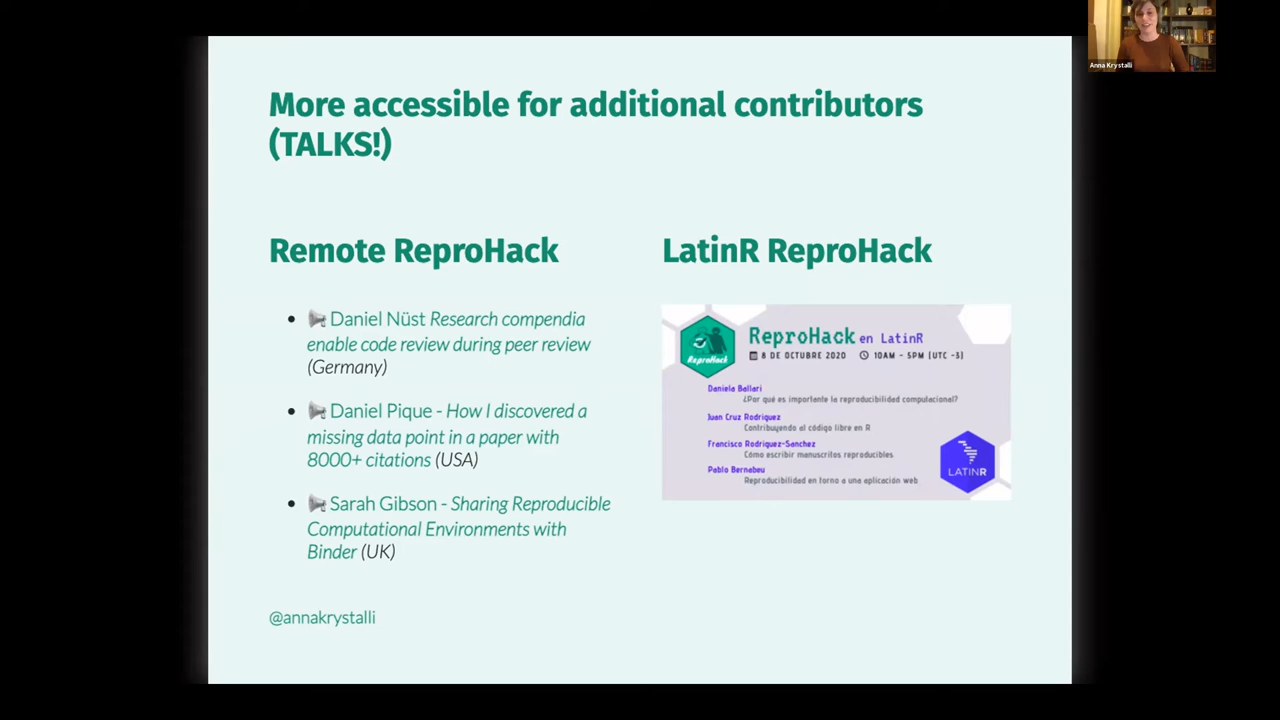 Anna Krystalli
More accessible for additional contributors
(TALKS!)
Remote ReproHack
Daniel Nüst Research compendia
enable code review during peer review
(Germany)
Daniel Pique - How I discovered a
missing data point in a paper with
8000+ citations (USA)
Sarah Gibson - Sharing Reproducible
Computational Environments with
Binder (UK)
LatinR ReproHack
ReproHack
ReproHack en LatinR
8 DE OCTUBRE 2020 10AM - 5PM (UTC -3)
Daniela Ballari
¿Por qué es importante la reproducibilidad computacional?
Juan Cruz Rodriguez
Contribuyendo al código libre en R
Francisco Rodriguez-Sanchez
Cómo escribir manuscritos reproducibles
Pablo Bernabeu
Reproducibilidad en torno a una aplicación web
LATINR
@annakrystalli